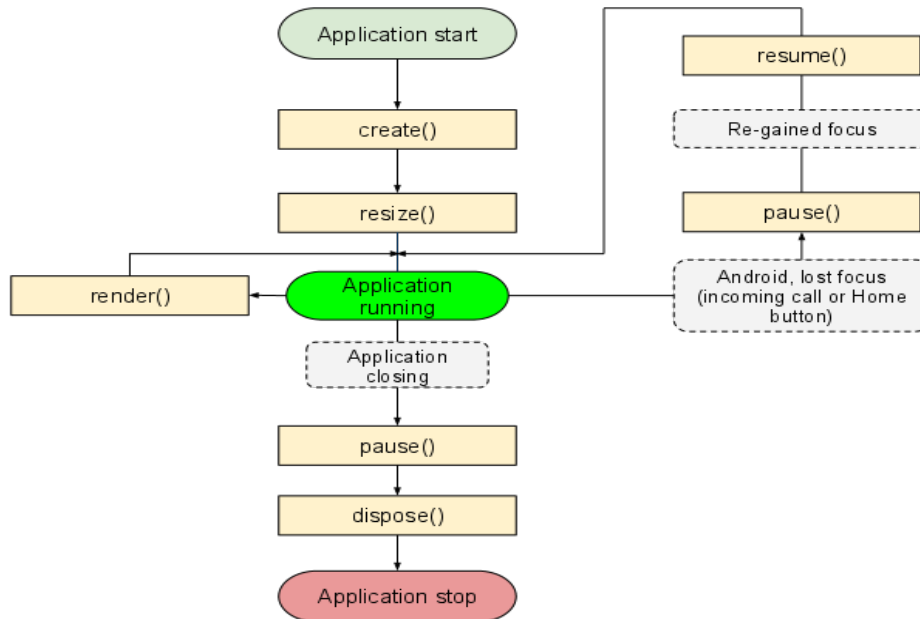 Application start
resume()
create()
Re-gained focus
resize()
pause()
render()
Application
running
Android, lost focus
(incoming call or Home
button)
Application
closing
pause()
dispose()
Application stop